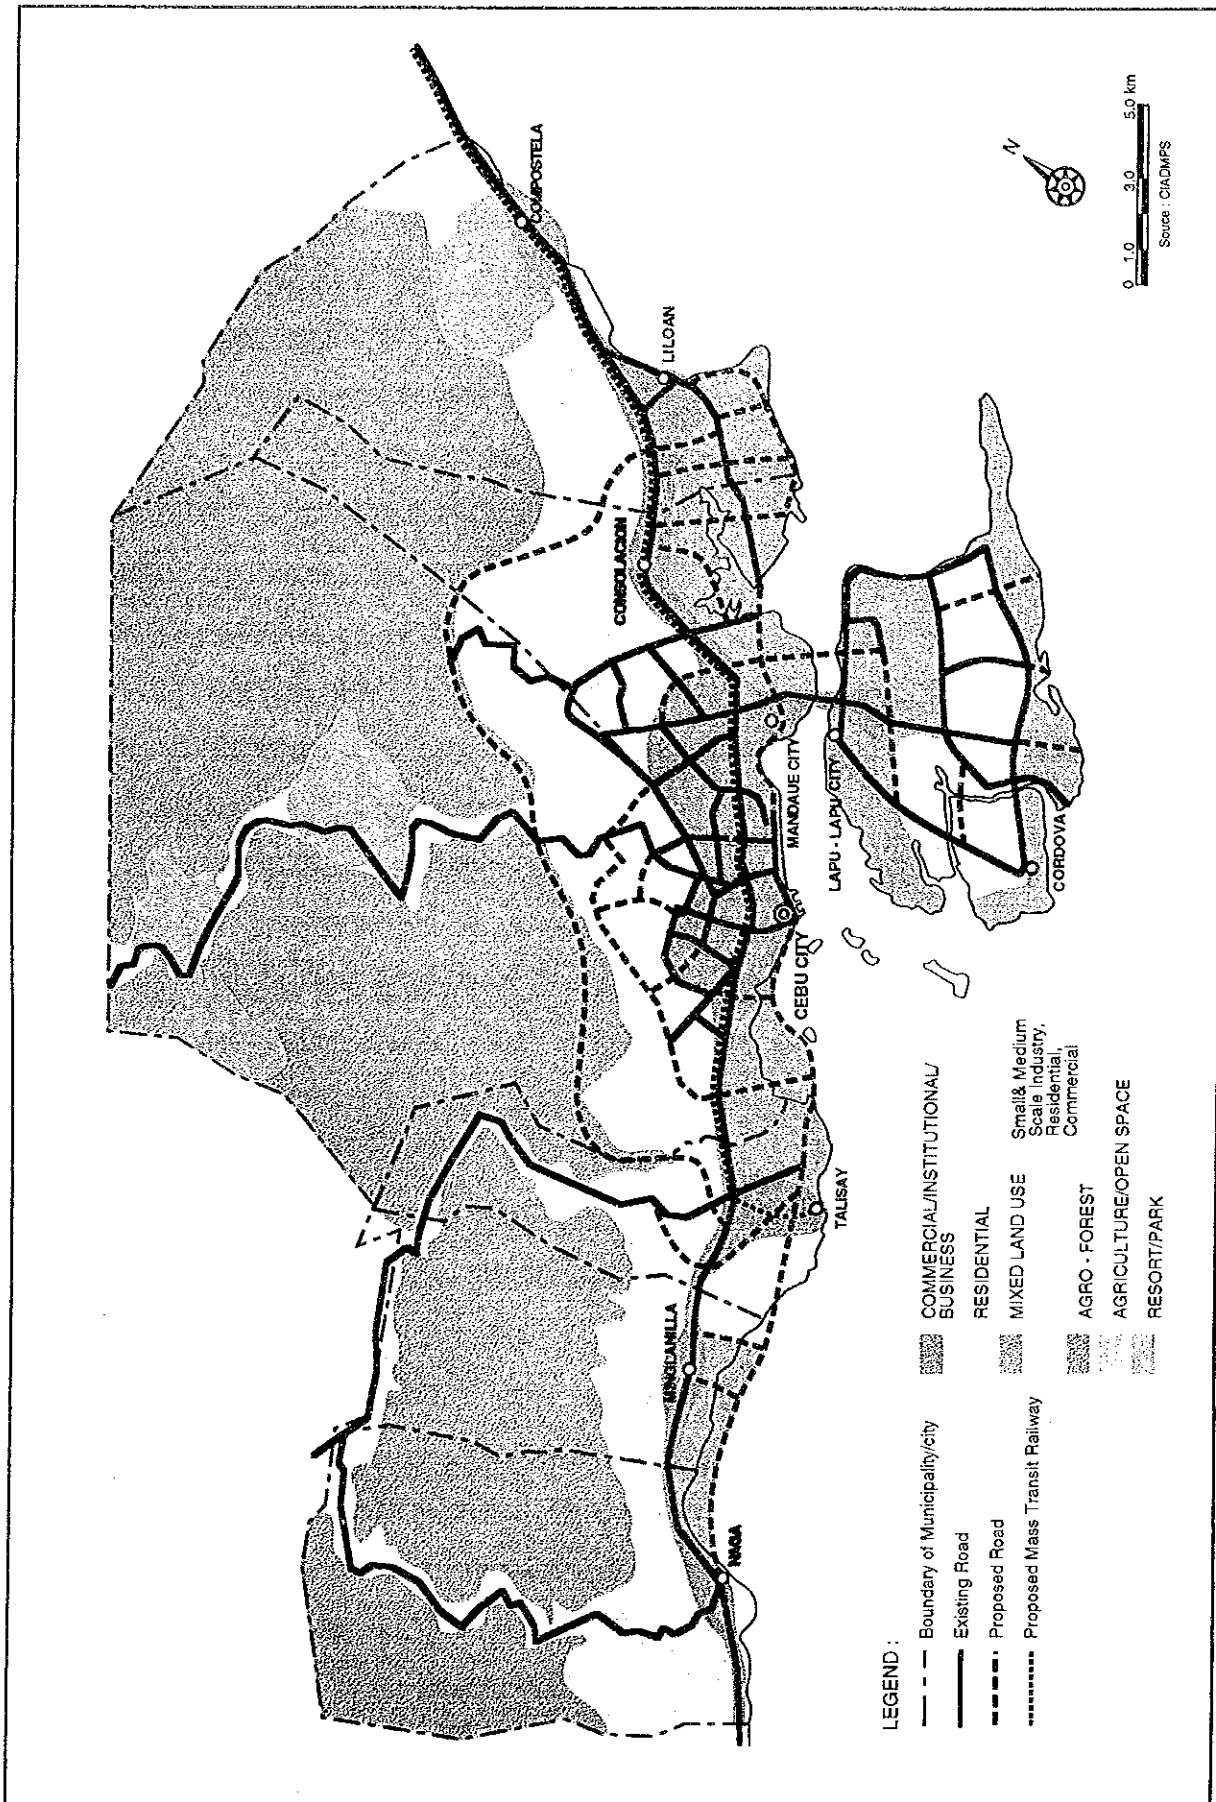 COMPOSTELA
LILOAN
CONSOLACION
MANDAUE CITY
LAPU - LAPU CITY
CORDOVA
CEBU CITY
TALISAY
MINGLANILLA
NAGA
N
0 1.0 3.0 5.0 km
Source : CIADMPS
LEGEND :
Boundary of Municipality/city
Existing Road
Proposed Road
Proposed Mass Transit Railway
COMMERCIAL/INSTITUTIONAL/
BUSINESS
RESIDENTIAL
MIXED LAND USE
Small& Medium
Scale Industry,
Residential,
Commercial
AGRO - FOREST
AGRICULTURE/OPEN SPACE
RESORT/PARK